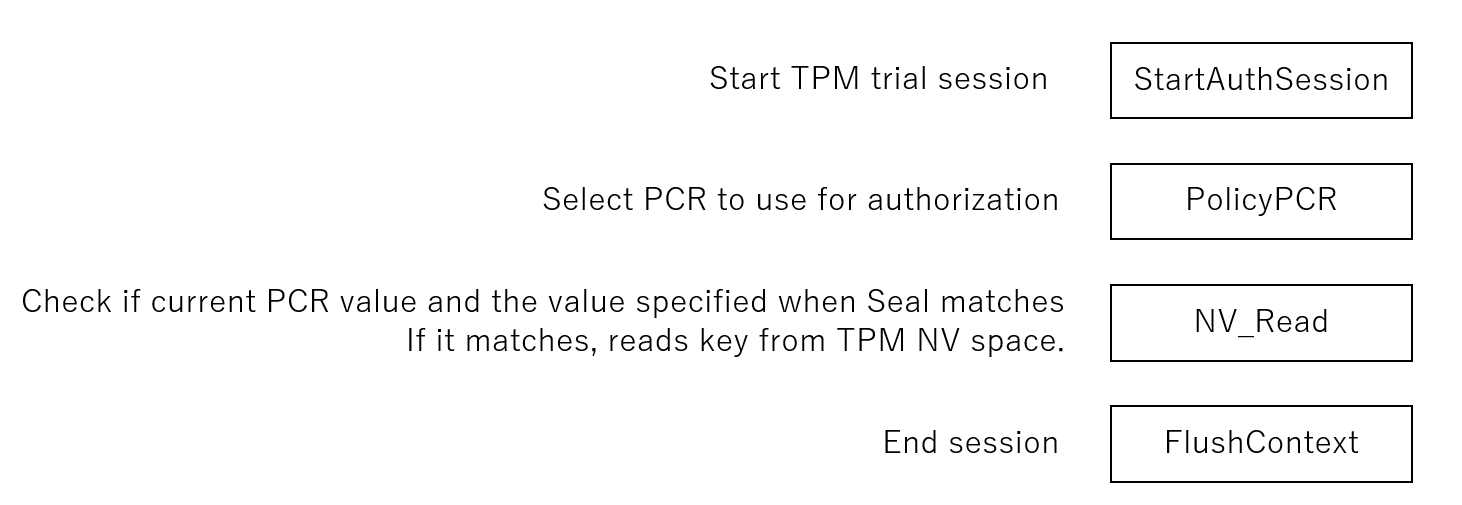 Start TPM trial session
StartAuthSession
Select PCR to use for authorization
PolicyPCR
Check if current PCR value and the value specified when Seal matches
If it matches, reads key from TPM NV space.
NV_Read
End session
FlushContext